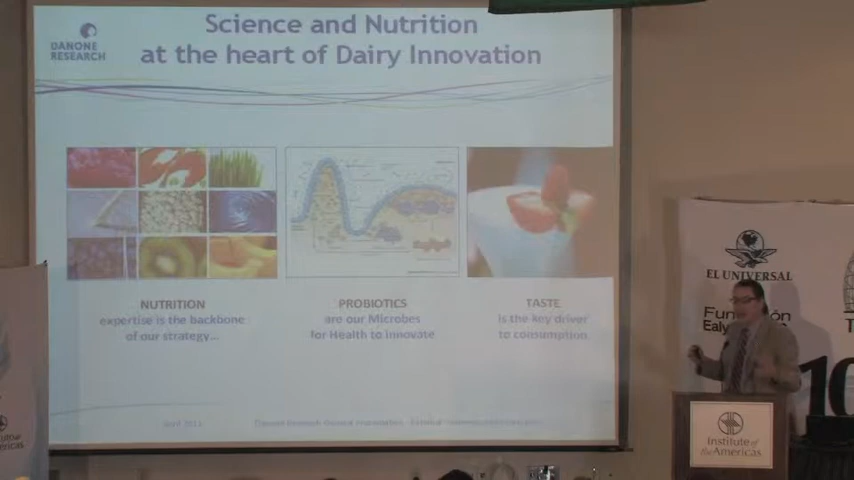 Science and Nutrition
at the heart of Dairy Innovation
DANONE
RESEARCH
NUTRITION
expertise is the backbone
of our strategy...
PROBIOTICS
are our Microbes
for Health to innovate
TASTE
is the key driver
to consumption
EL UNIVERSAL
Ealy
10
Institute of
the Americas